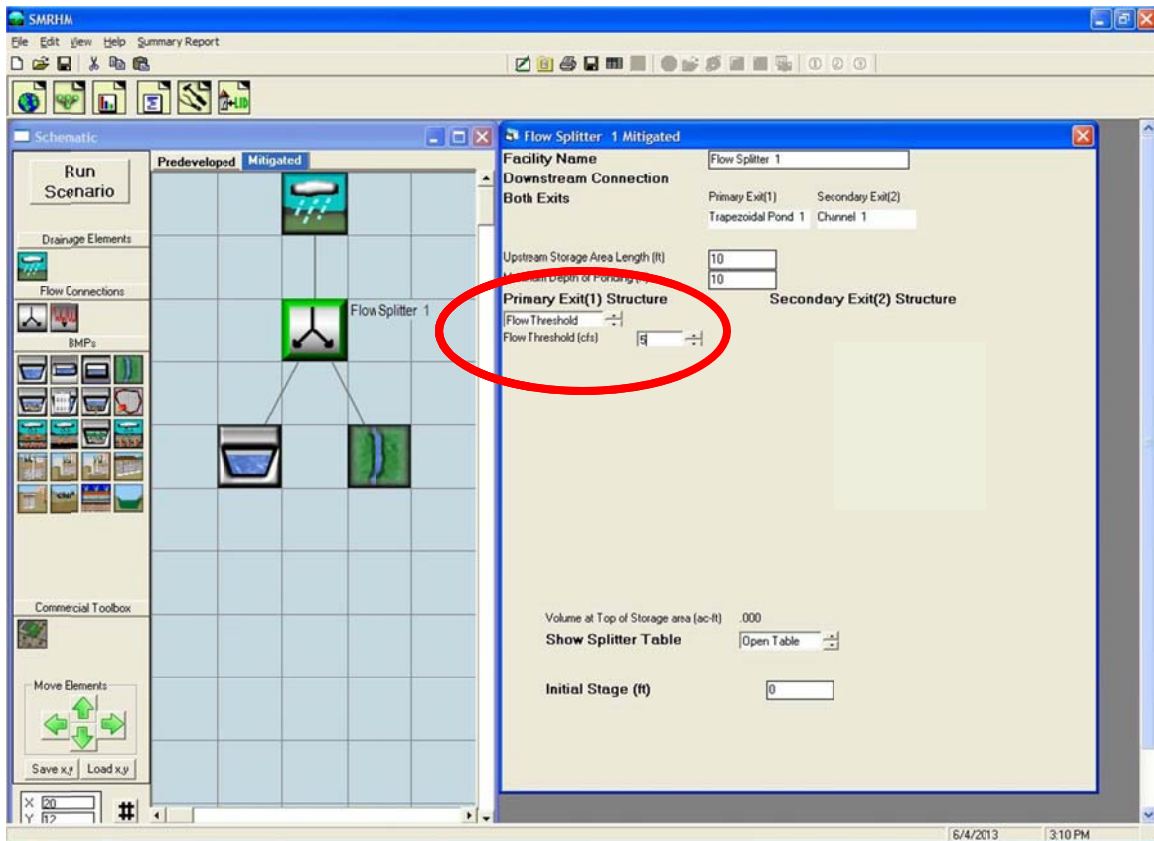 SMRHM
File Edit View Help Summary Report
Schematic
Run
Scenario
Predeveloped Mitigated
Drainage Elements
Flow Connections
BMPs
Flow Splitter 1
Commercial Toolbox
Move Elements
Save x,y Load x,y
X 20
Y 12
#
Flow Splitter 1 Mitigated
Facility Name Flow Splitter 1
Downstream Connection
Both Exits Primary Exit(1) Secondary Exit(2)
Trapezoidal Pond 1 Channel 1
Upstream Storage Area Length (ft) 10
Maximum Depth of Ponding 10
Primary Exit(1) Structure Secondary Exit(2) Structure
Flow Threshold
Flow Threshold (cfs) 5
Volume at Top of Storage area (ac-ft) .000
Show Splitter Table Open Table
Initial Stage (ft) 0
6/4/2013 3:10 PM